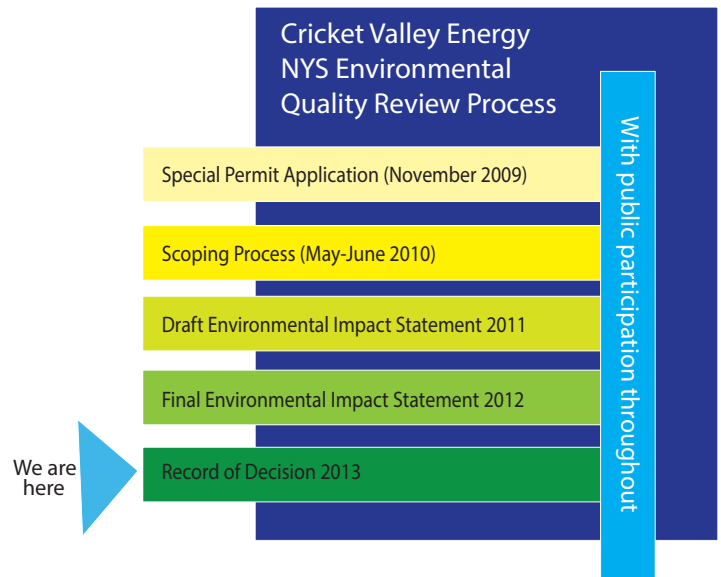 Cricket Valley Energy
NYS Environmental
Quality Review Process
With public participation throughout
Special Permit Application (November 2009)
Scoping Process (May-June 2010)
Draft Environmental Impact Statement 2011
Final Environmental Impact Statement 2012
We are
here
Record of Decision 2013